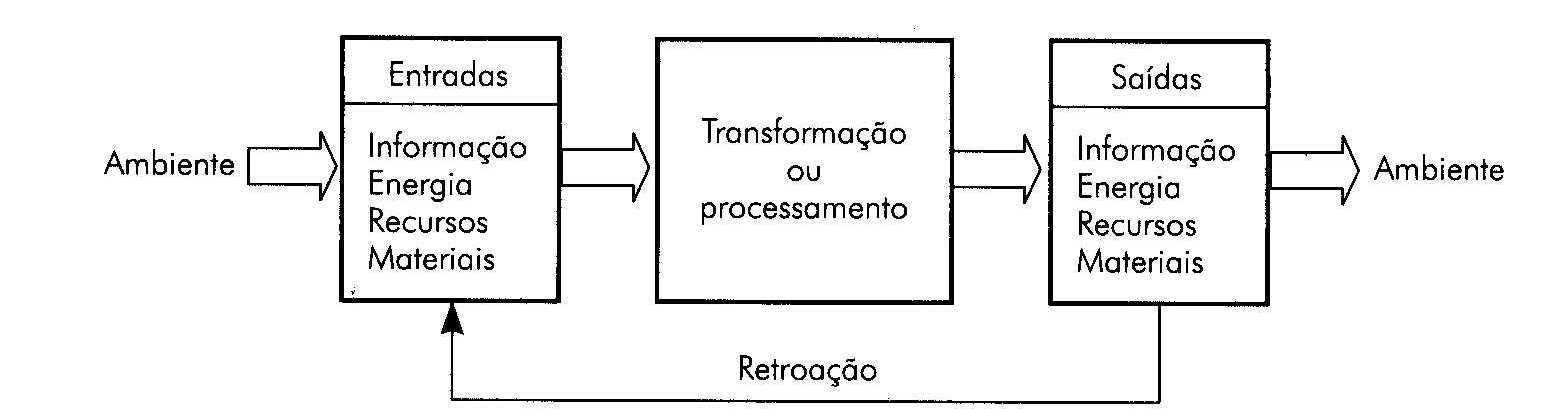 Ambiente
Entradas
Informação
Energia
Recursos
Materiais
Transformação
ou
processamento
Saídas
Informação
Energia
Recursos
Materiais
Ambiente
Retroação